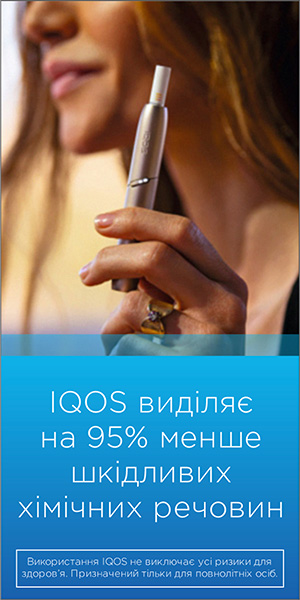 IQOS
IQOS виділяє
на 95% менше
шкідливих
хімічних речовин
Використання IQOS не виключає усі ризики для
здоров'я. Призначений тільки для повнолітніх осіб.